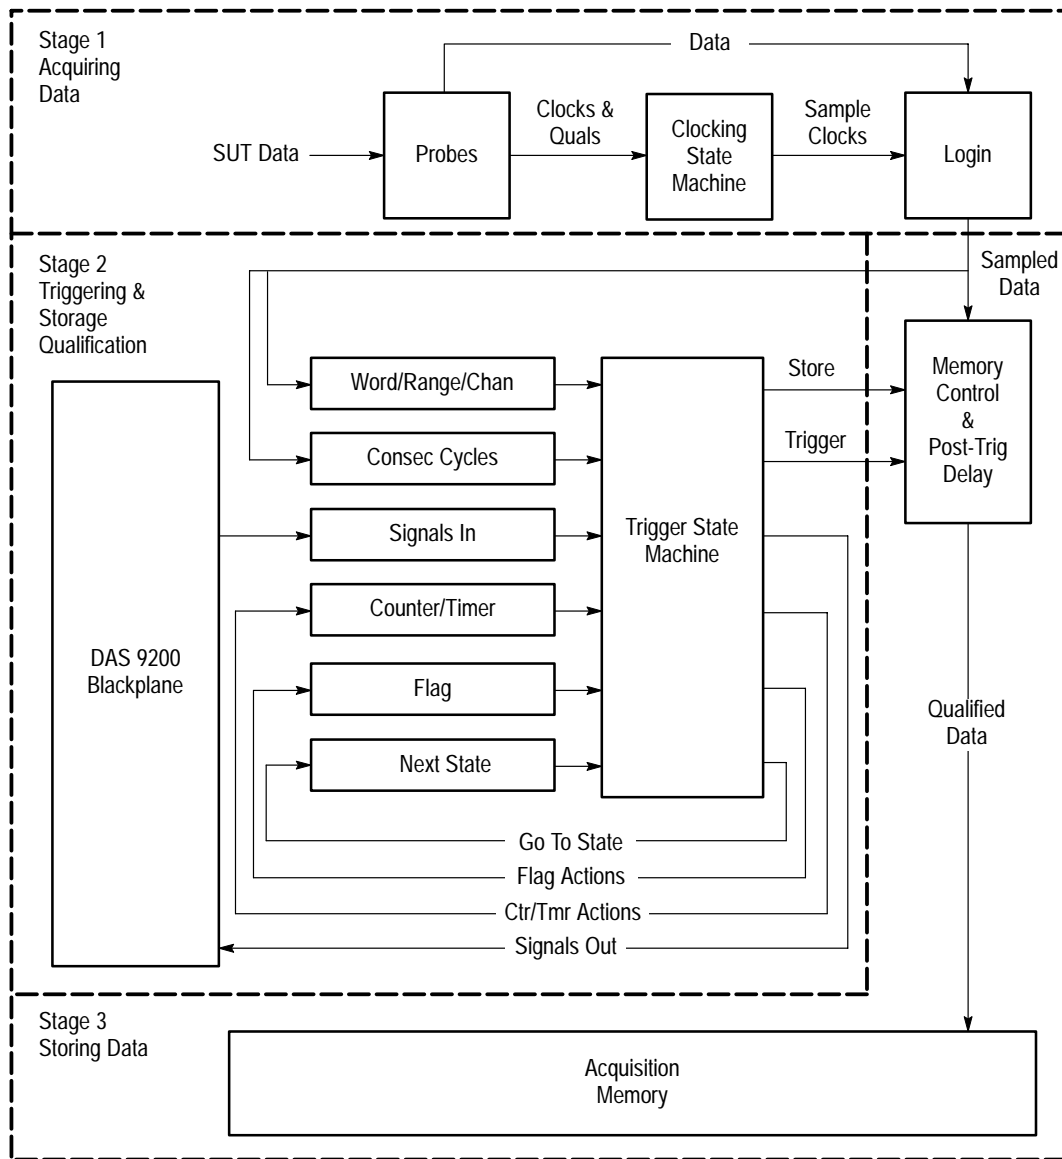 Stage 1
Acquiring
Data
Data
SUT Data
Probes
Clocks &
Quals
Clocking
State
Machine
Sample
Clocks
Login
Stage 2
Triggering &
Storage
Qualification
Sampled
Data
DAS 9200
Blackplane
Word/Range/Chan
Consec Cycles
Signals In
Counter/Timer
Flag
Next State
Trigger State
Machine
Store
Trigger
Memory
Control
&
Post-Trig
Delay
Go To State
Flag Actions
Ctr/Tmr Actions
Signals Out
Qualified
Data
Stage 3
Storing Data
Acquisition
Memory